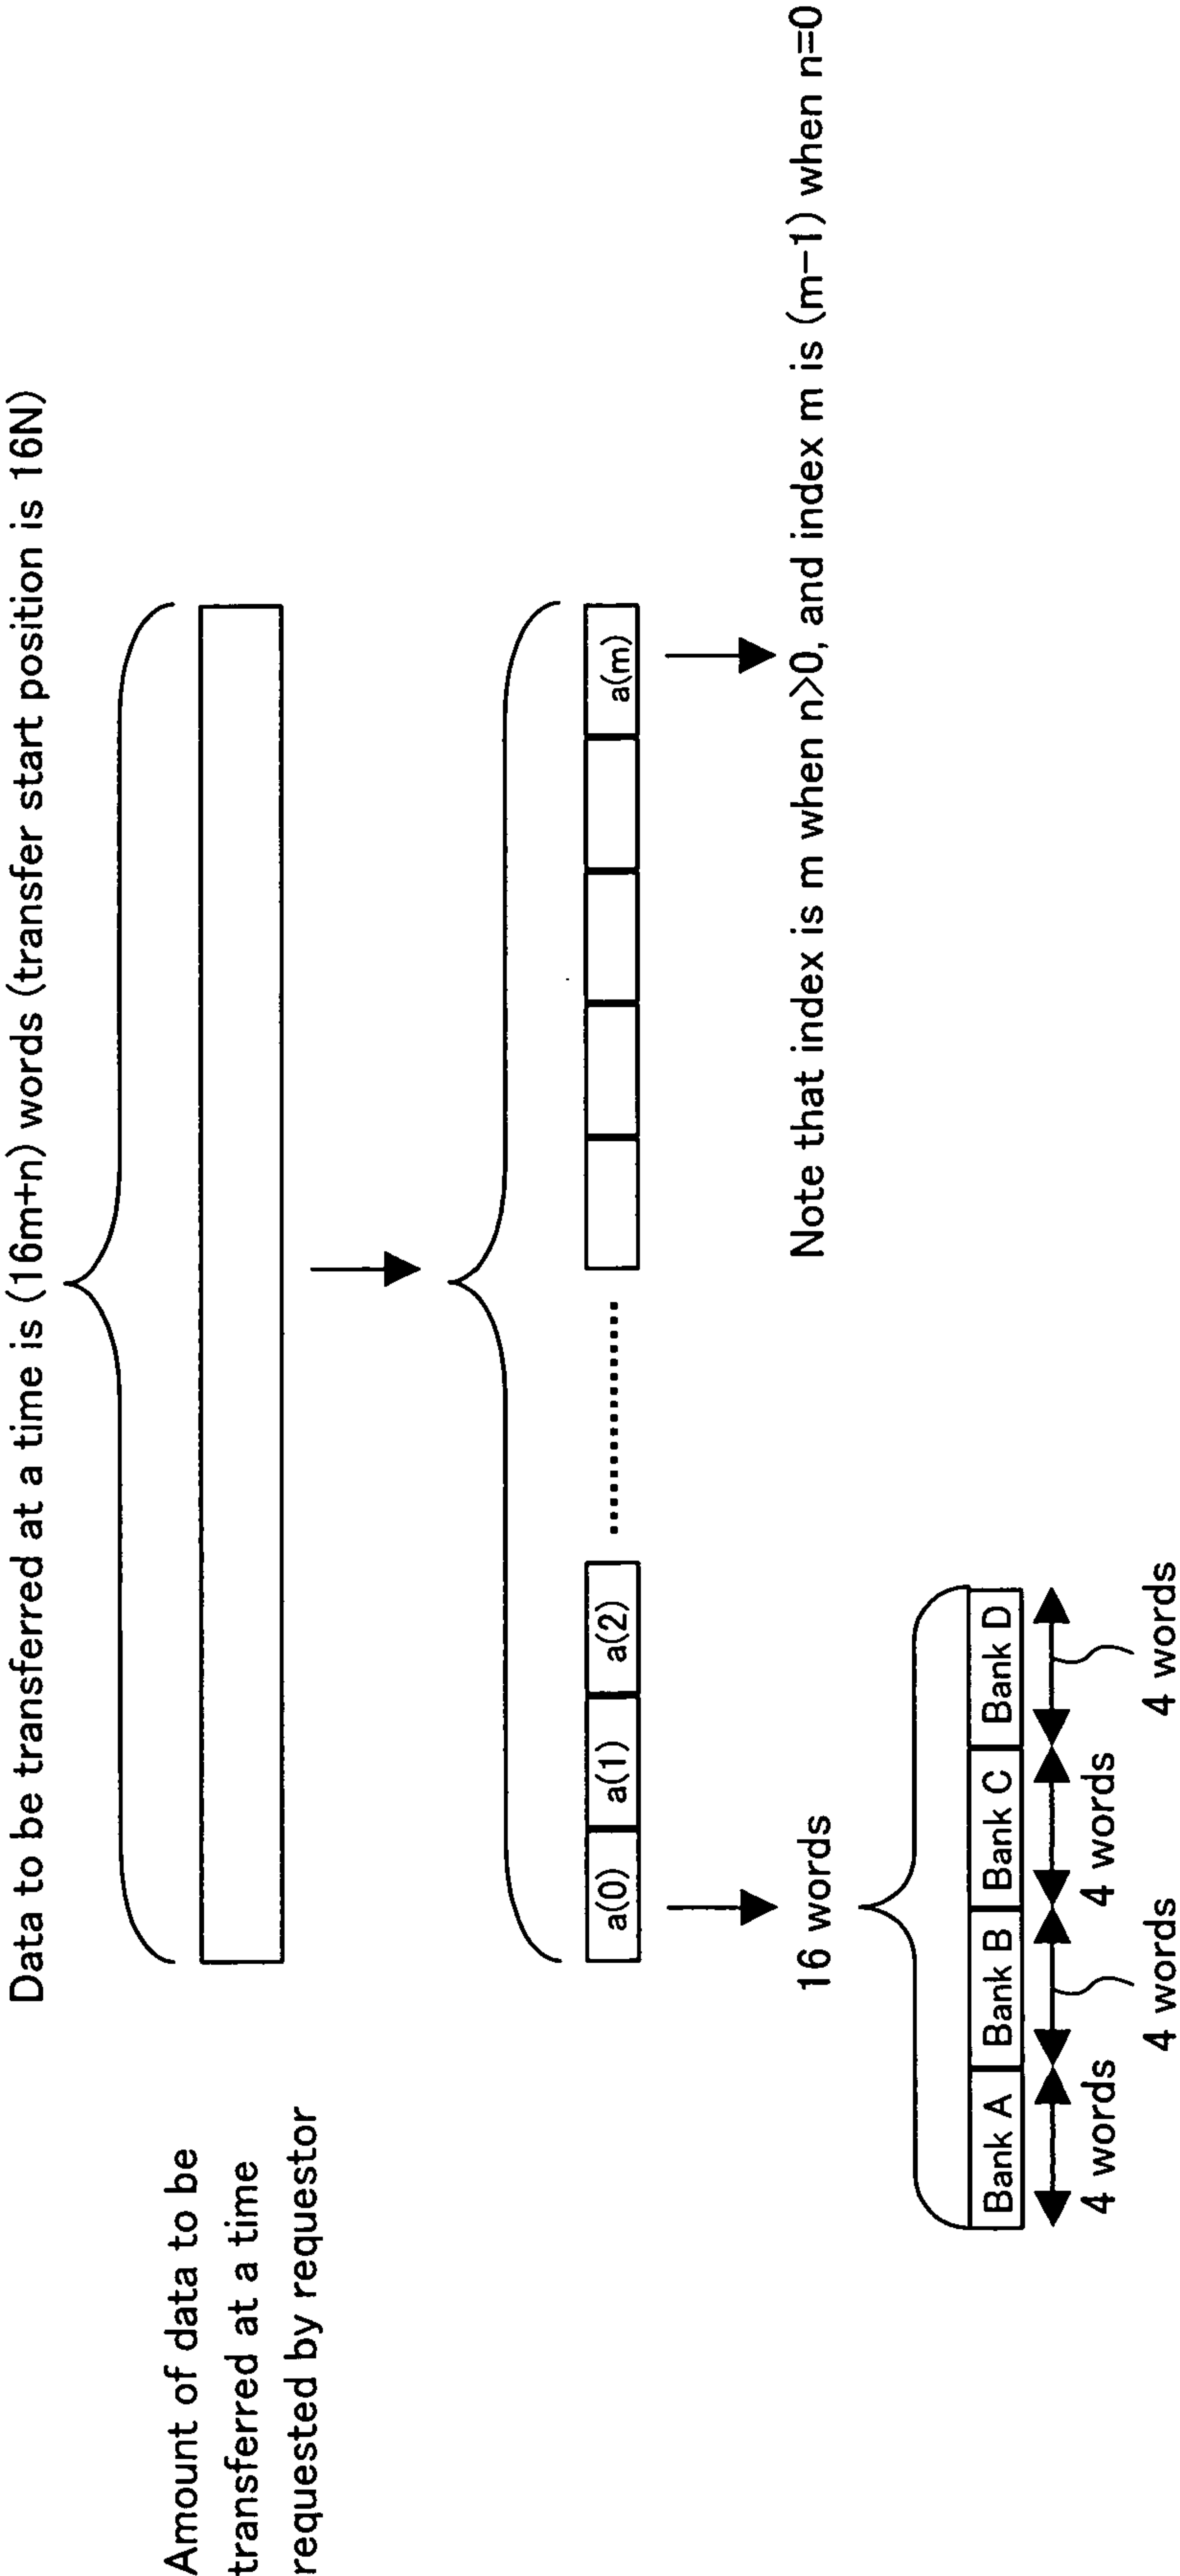 Data to be transferred at a time is (16m+n) words (transfer start position is 16N)
Amount of data to be
transferred at a time
requested by requestor
a(0) a(1) a(2) a(m)
16 words
Note that index is m when n>0, and index m is (m-1) when n=0
Bank A Bank B Bank C Bank D
4 words 4 words
4 words 4 words